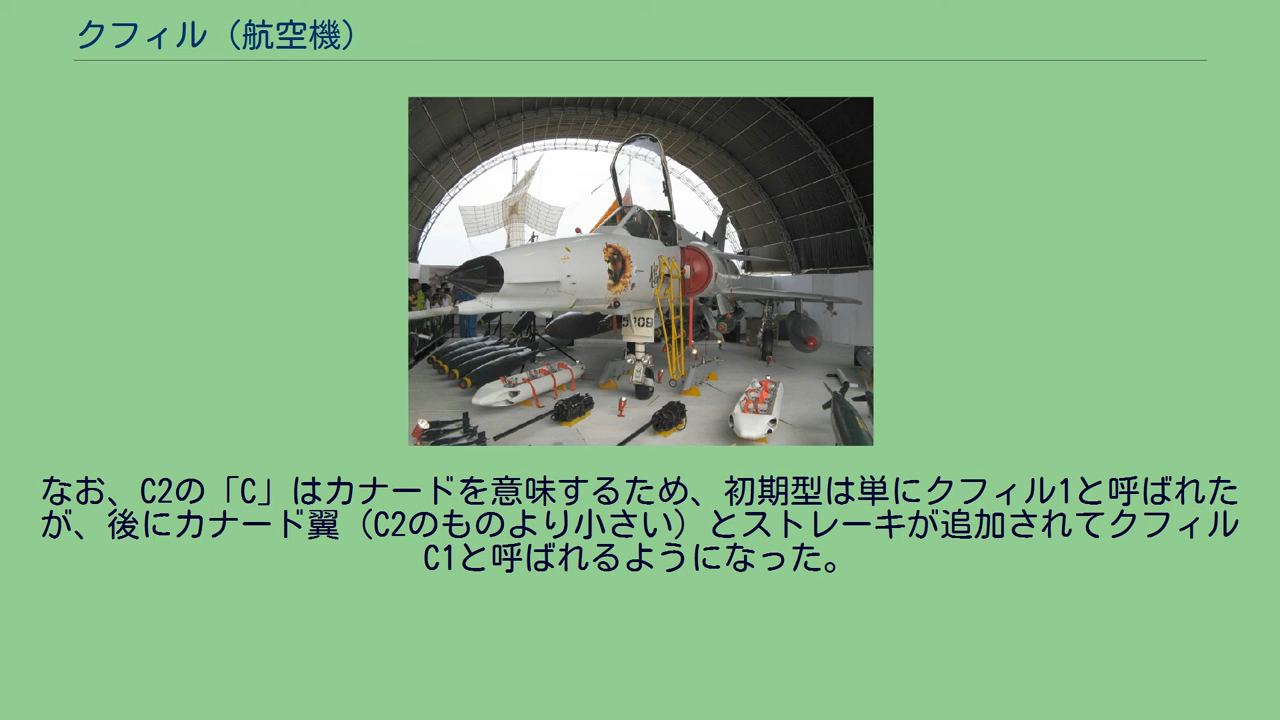 クフィル（航空機）
なお、C2の「C」はカナードを意味するため、初期型は単にクフィル1と呼ばれた
が、後にカナード翼（C2のものより小さい）とストレーキが追加されてクフィル
C1と呼ばれるようになった。